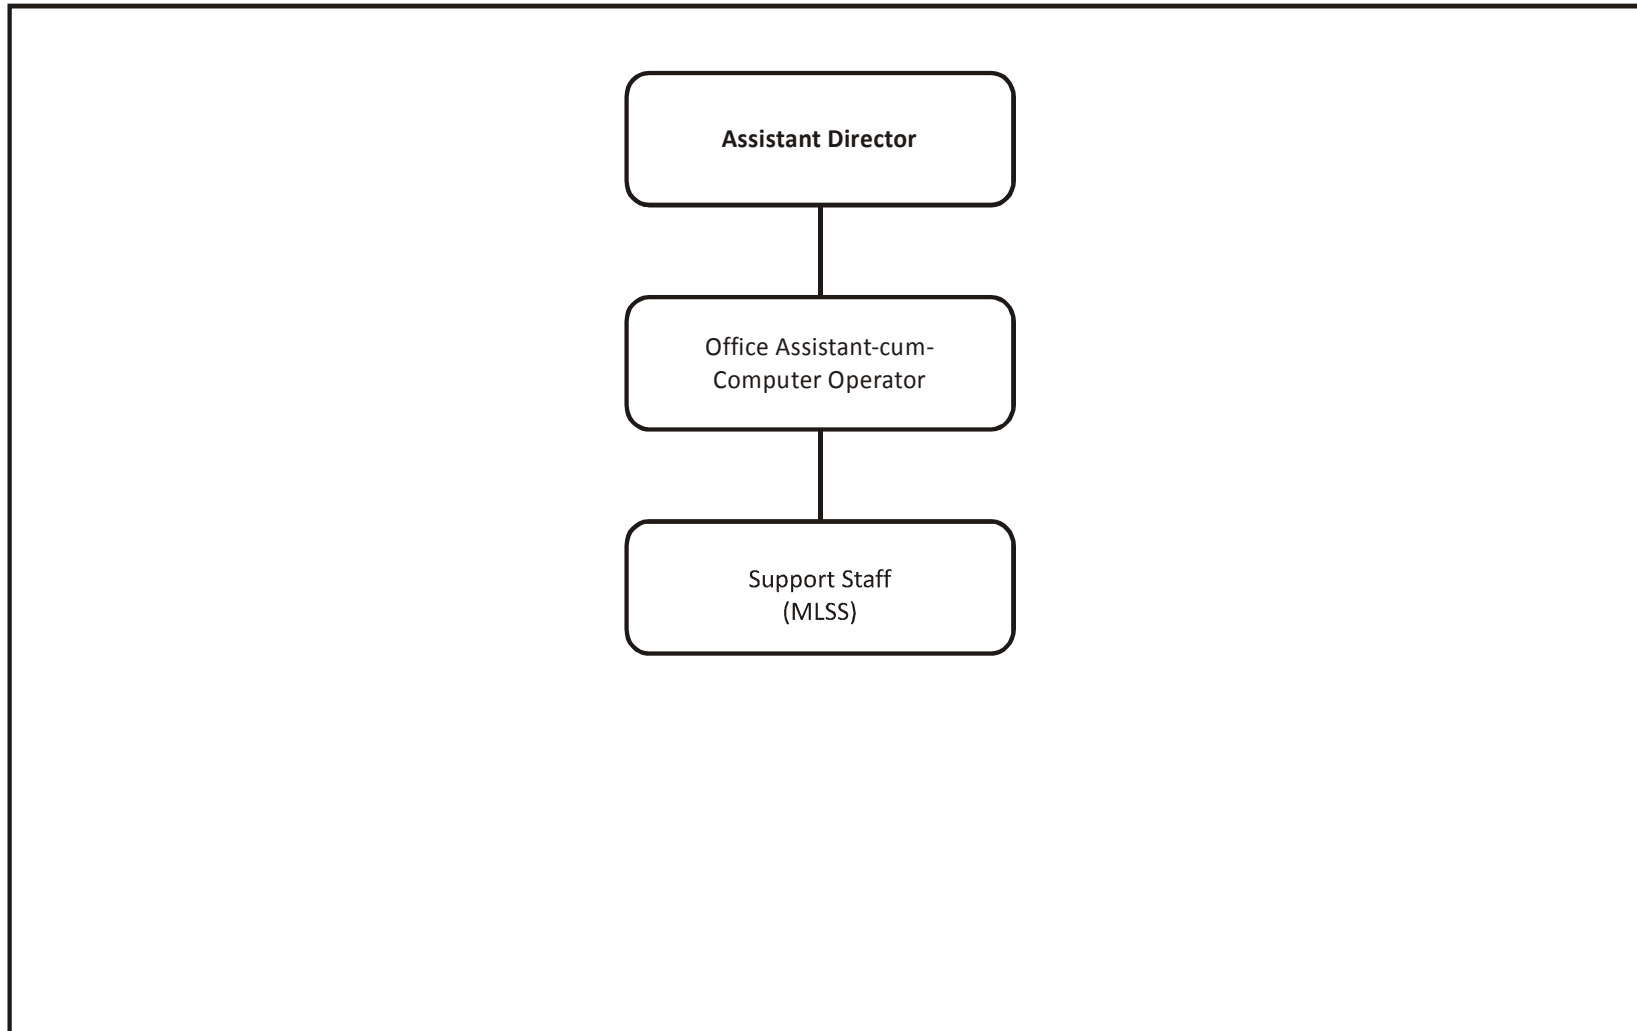 Assistant Director
Office Assistant-cum-
Computer Operator
Support Staff
(MLSS)